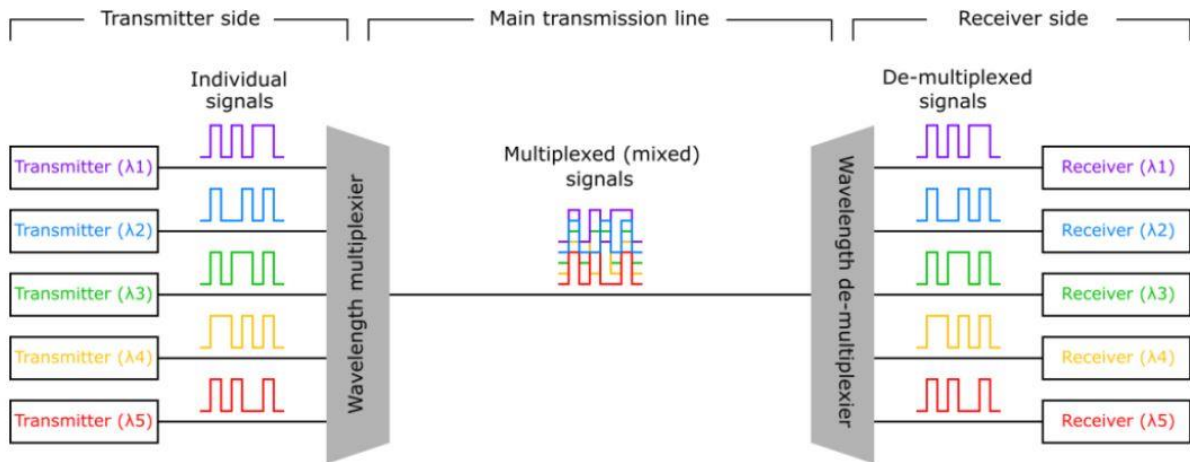 Transmitter side
Main transmission line
Receiver side
Individual
signals
De-multiplexed
signals
Multiplexed (mixed)
signals
Transmitter (λ1)
Transmitter (λ2)
Transmitter (λ3)
Transmitter (λ4)
Transmitter (λ5)
Wavelength multiplexier
Wavelength de-multiplexier
Receiver (λ1)
Receiver (λ2)
Receiver (λ3)
Receiver (λ4)
Receiver (λ5)